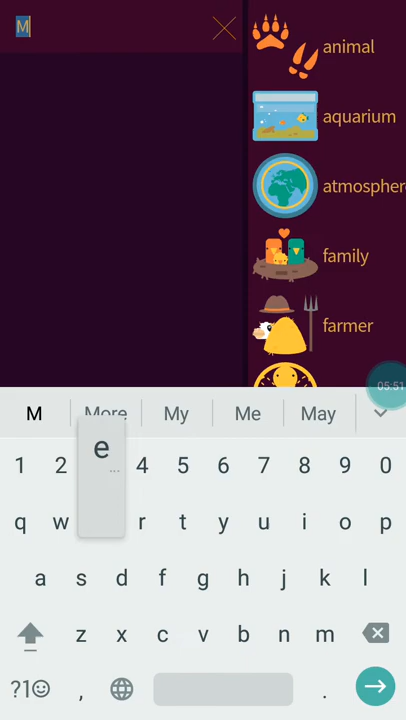 M
animal
aquarium
atmospher
family
farmer
05:51
M More My Me May
e
...
1 2 4 5 6 7 8 9 0
q w r t y u i o p
a s d f g h j k l
z x c v b n m
?1☺ , .